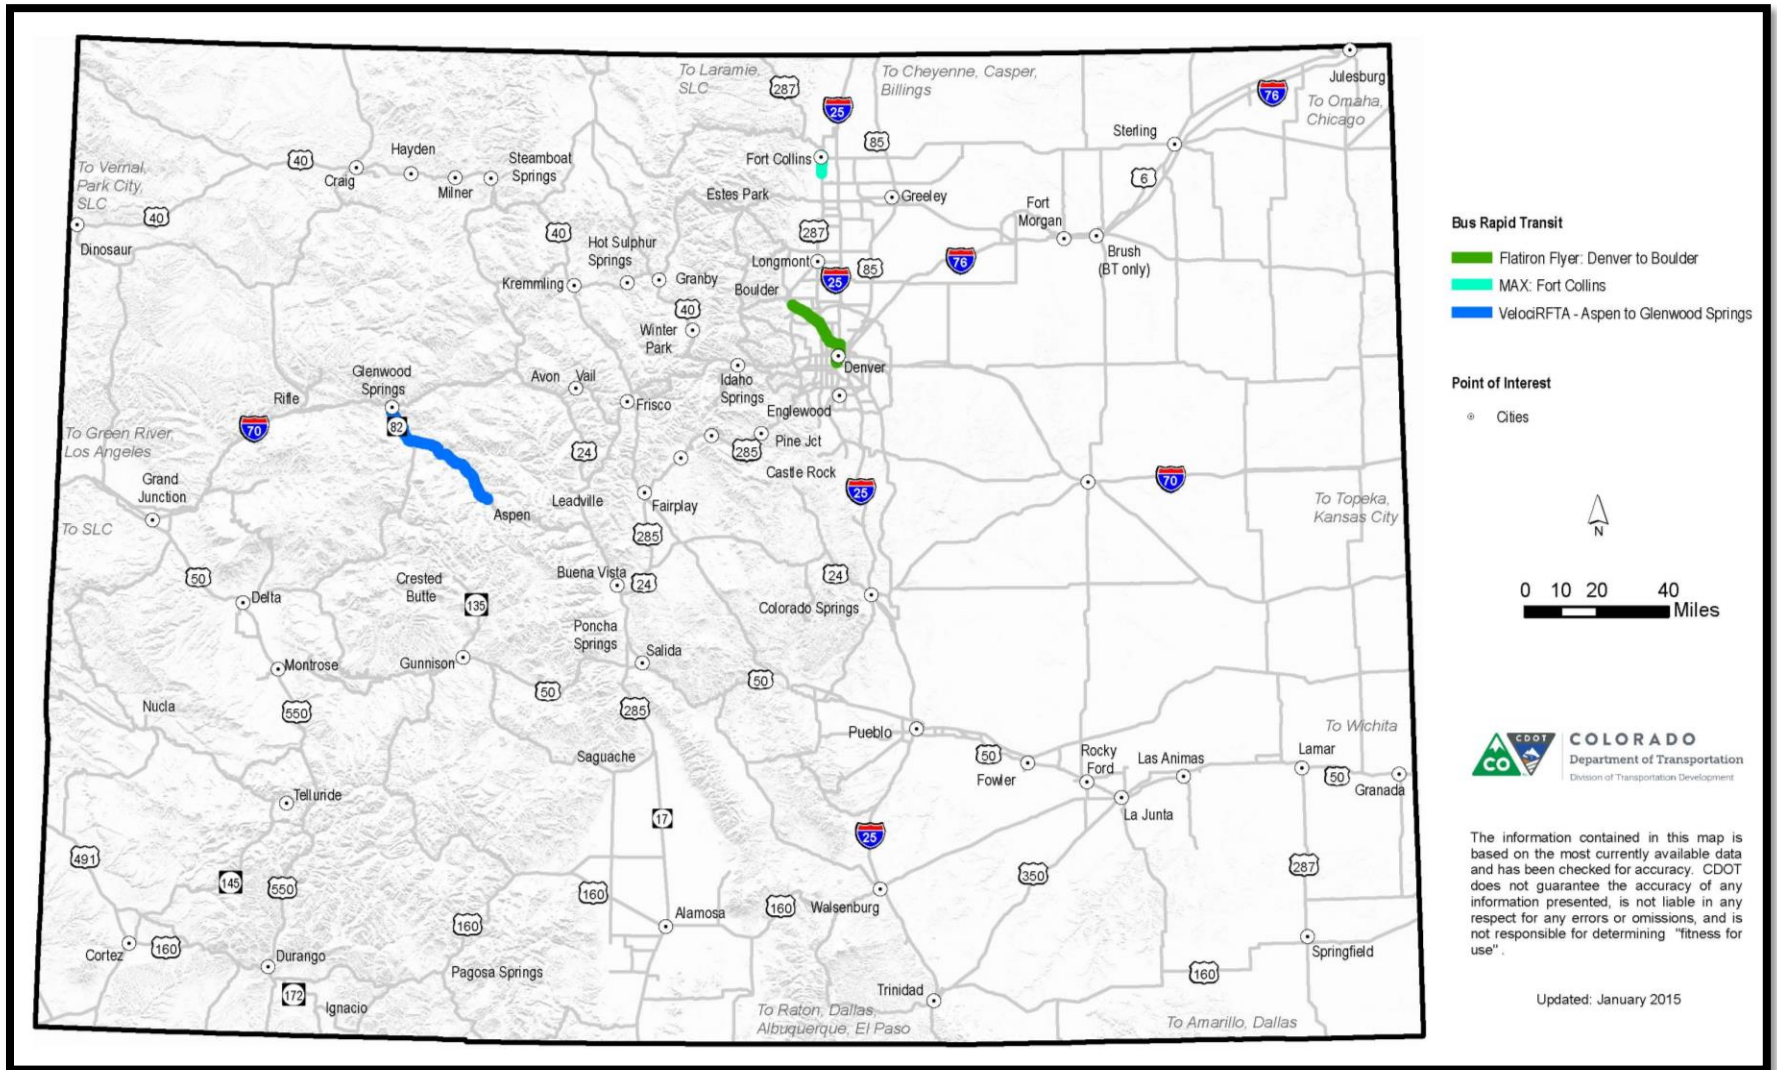 To Laramie,
SLC
287
25
To Cheyenne, Casper,
Billings
Julesburg
76
To Omaha,
Chicago
85
Sterling
Fort Collins
Hayden
40
Craig
Milner
Steamboat
Springs
To Vernal,
Park City,
SLC
40
Dinosaur
Estes Park
Greeley
6
Fort
Morgan
Brush
(BT only)
40
Hot Sulphur
Springs
287
Longmont
25
85
76
Kremmling
Granby
Boulder
40
Winter
Park
Denver
Glenwood
Springs
Avon
Vail
Idaho
Springs
Rifle
Frisco
Englewood
82
70
To Green River,
Los Angeles
24
285
Pine Jct
Castle Rock
25
Grand
Junction
Leadville
Fairplay
Aspen
70
To Topeka,
Kansas City
To SLC
285
50
Delta
Crested
Butte
135
Buena Vista
24
24
Colorado Springs
Poncha
Springs
Salida
Montrose
Gunnison
50
50
285
Nucla
550
Pueblo
To Wichita
Saguache
50
Fowler
Rocky
Ford
Las Animas
Lamar
50
Granada
La Junta
Telluride
17
25
491
145
550
160
350
287
160
Walsenburg
Alamosa
160
Cortez
160
Durango
Pagosa Springs
Springfield
160
172
Ignacio
Trinidad
To Raton, Dallas,
Albuquerque, El Paso
To Amarillo, Dallas
Bus Rapid Transit
Flatiron Flyer: Denver to Boulder
MAX: Fort Collins
VelociRFTA - Aspen to Glenwood Springs
Point of Interest
Cities
N
0 10 20 40
Miles
CO
CDOT
COLORADO
Department of Transportation
Division of Transportation Development
The information contained in this map is
based on the most currently available data
and has been checked for accuracy. CDOT
does not guarantee the accuracy of any
information presented, is not liable in any
respect for any errors or omissions, and is
not responsible for determining "fitness for
use" .
Updated: January 2015